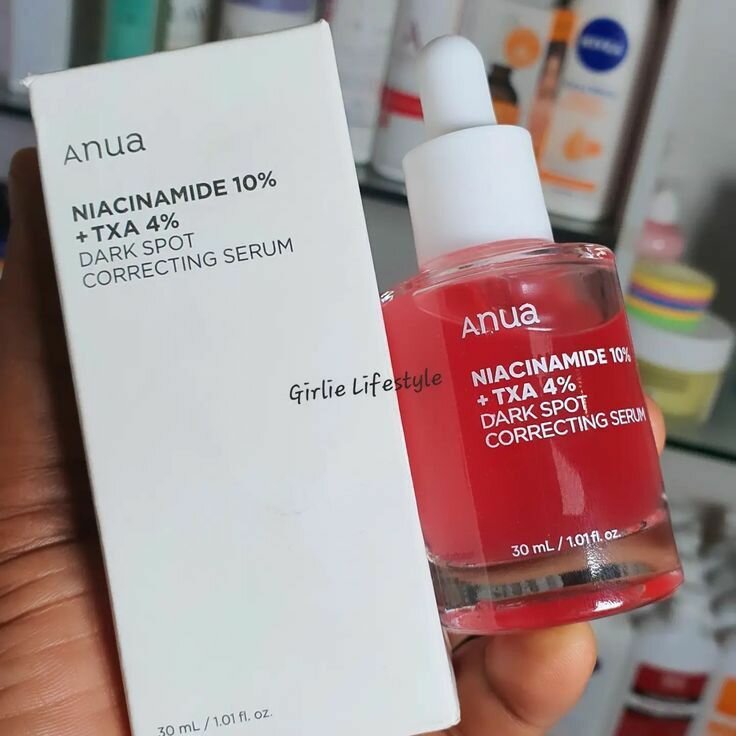 Anua
NIACINAMIDE 10%
+ TXA 4%
DARK SPOT
CORRECTING SERUM
30 mL / 1.01 fl. oz.
Girlie Lifestyle
Anua
NIACINAMIDE 10%
+ TXA 4%
DARK SPOT
CORRECTING SERUM
30 mL / 1.01 fl. oz.
NIVEA